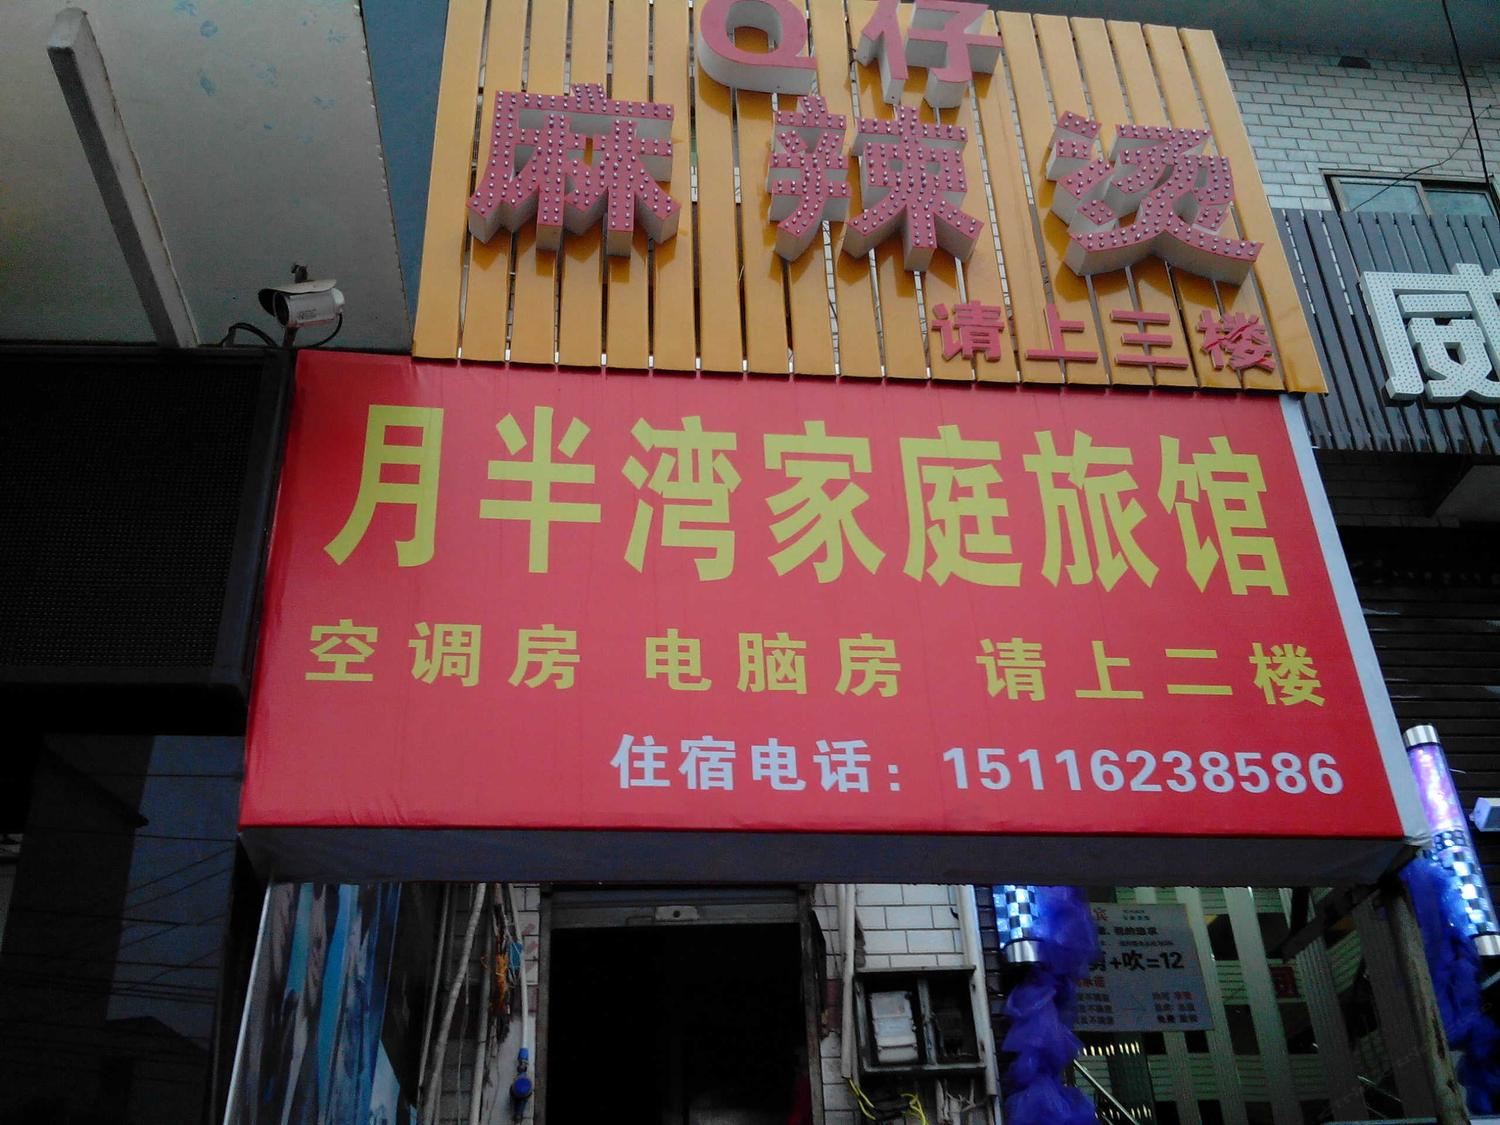 Q仔
麻辣烫
请上三楼
威
月半湾家庭旅馆
空调房 电脑房 请上二楼
住宿电话：15116238586
剪+吹=12